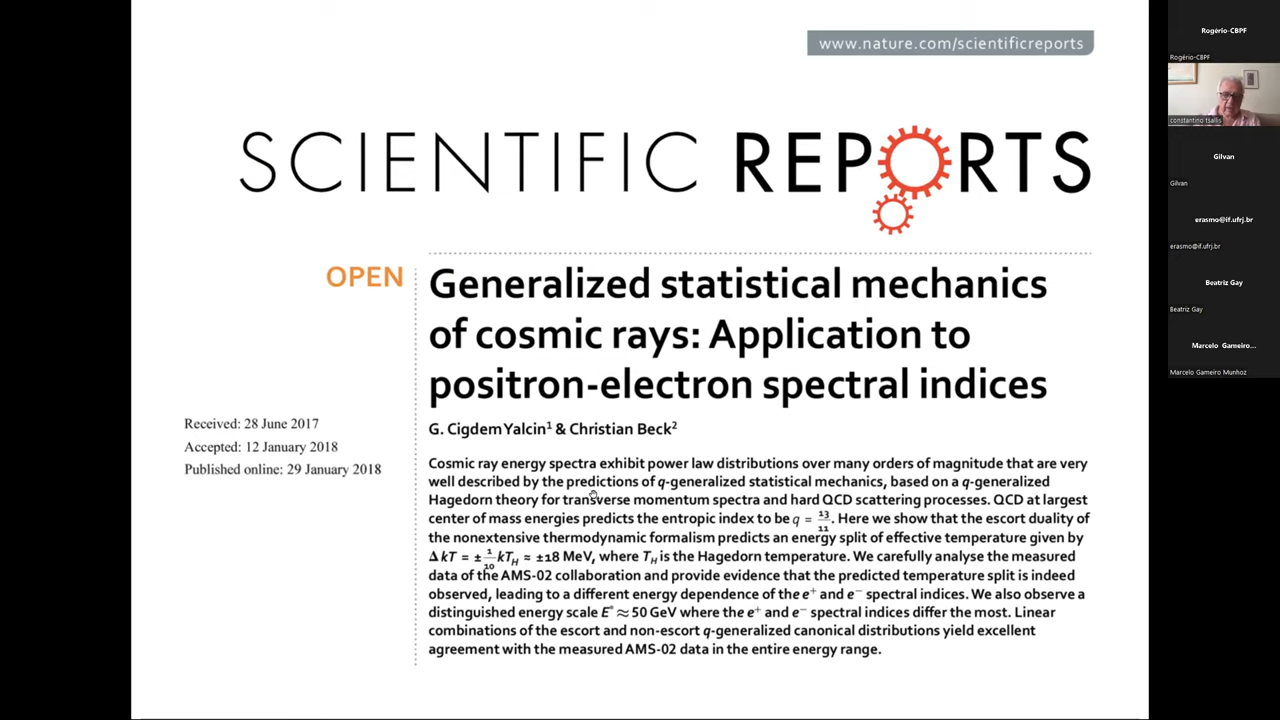 www.nature.com/scientificreports
SCIENTIFIC REPORTS
OPEN
Generalized statistical mechanics
of cosmic rays: Application to
positron-electron spectral indices
Received: 28 June 2017
Accepted: 12 January 2018
Published online: 29 January 2018
G. Cigdem Yalcin¹ & Christian Beck²
Cosmic ray energy spectra exhibit power law distributions over many orders of magnitude that are very
well described by the predictions of q-generalized statistical mechanics, based on a q-generalized
Hagedorn theory for transverse momentum spectra and hard QCD scattering processes. QCD at largest
center of mass energies predicts the entropic index to be q = 13/11. Here we show that the escort duality of
the nonextensive thermodynamic formalism predicts an energy split of effective temperature given by
Δ kT = ± 1/10 kT_H ≈ ±18 MeV, where T_H is the Hagedorn temperature. We carefully analyse the measured
data of the AMS-02 collaboration and provide evidence that the predicted temperature split is indeed
observed, leading to a different energy dependence of the e⁺ and e⁻ spectral indices. We also observe a
distinguished energy scale E* ≈ 50 GeV where the e⁺ and e⁻ spectral indices differ the most. Linear
combinations of the escort and non-escort q-generalized canonical distributions yield excellent
agreement with the measured AMS-02 data in the entire energy range.
Rogério-CBPF
Rogério-CBPF
constantino tsallis
Gilvan
Gilvan
erasmo@if.ufrj.br
erasmo@if.ufrj.br
Beatriz Gay
Beatriz Gay
Marcelo Gameiro...
Marcelo Gameiro Munhoz